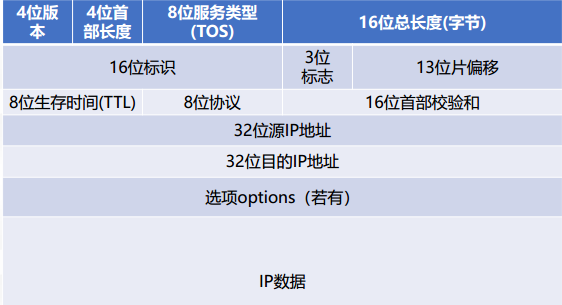 4位版
本
4位首
部长度
8位服务类型
(TOS)
16位总长度(字节)
16位标识
3位
标志
13位片偏移
8位生存时间(TTL)
8位协议
16位首部校验和
32位源IP地址
32位目的IP地址
选项options（若有）
IP数据